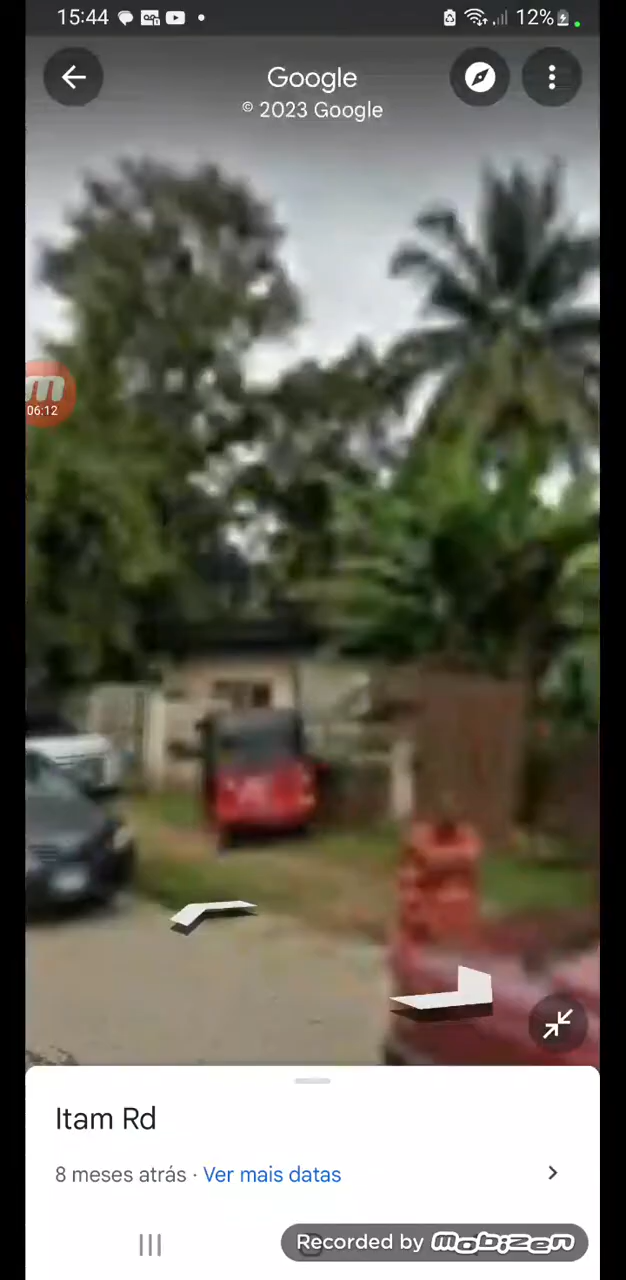 15:44
12%
Google
© 2023 Google
06:12
Itam Rd
8 meses atrás · Ver mais datas
Recorded by mobizen